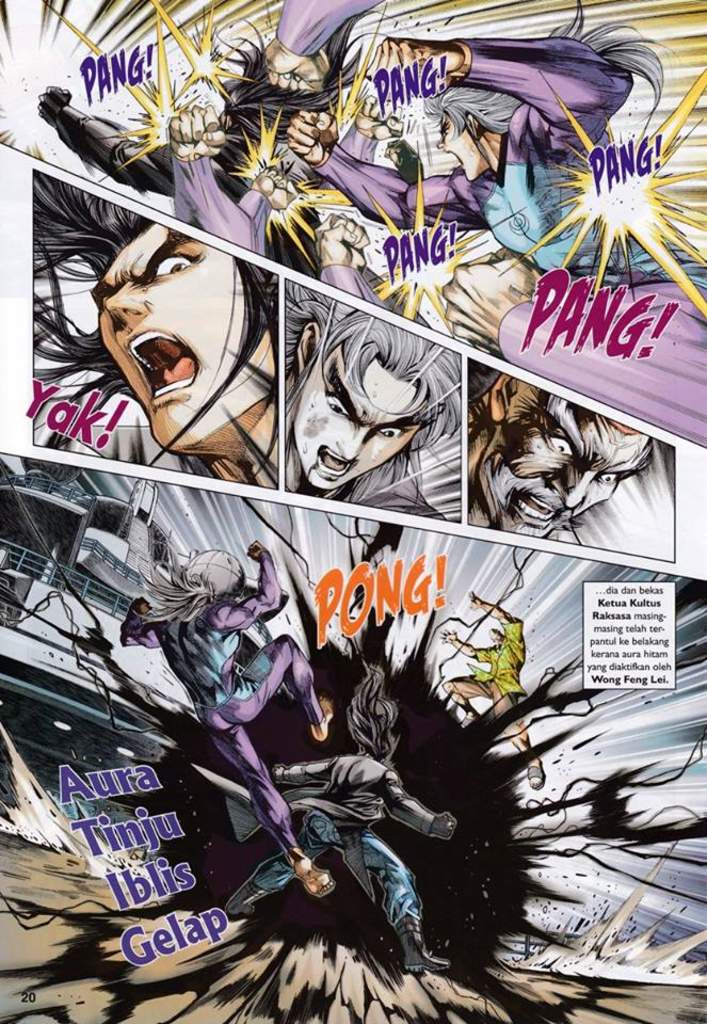 PANG!
PANG!
PANG!
PANG!
PANG!
Yak!
PONG!
...dia dan bekas
Ketua Kultus
Raksasa masing-
masing telah ter-
pantul ke belakang
kerana aura hitam
yang diaktifkan oleh
Wong Feng Lei.
Aura
Tinju
Iblis
Gelap
20